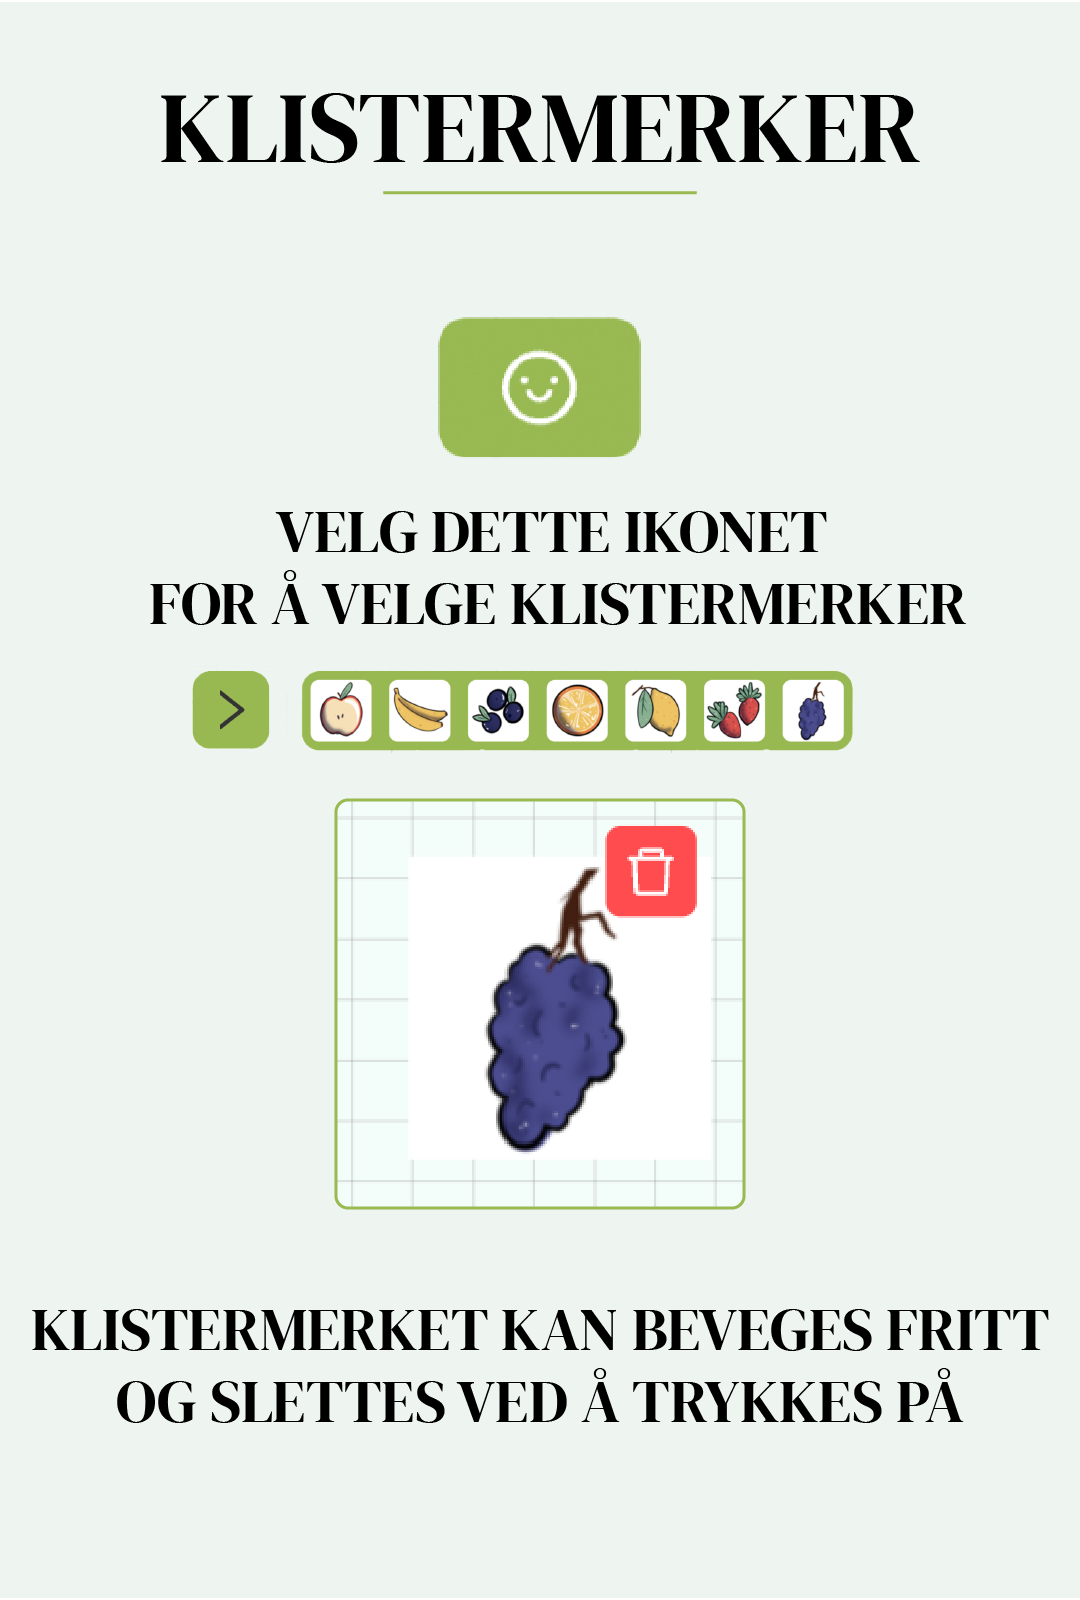 KLISTERMERKER
VELG DETTE IKONET
FOR Å VELGE KLISTERMERKER
KLISTERMERKET KAN BEVEGES FRITT
OG SLETTES VED Å TRYKKES PÅ